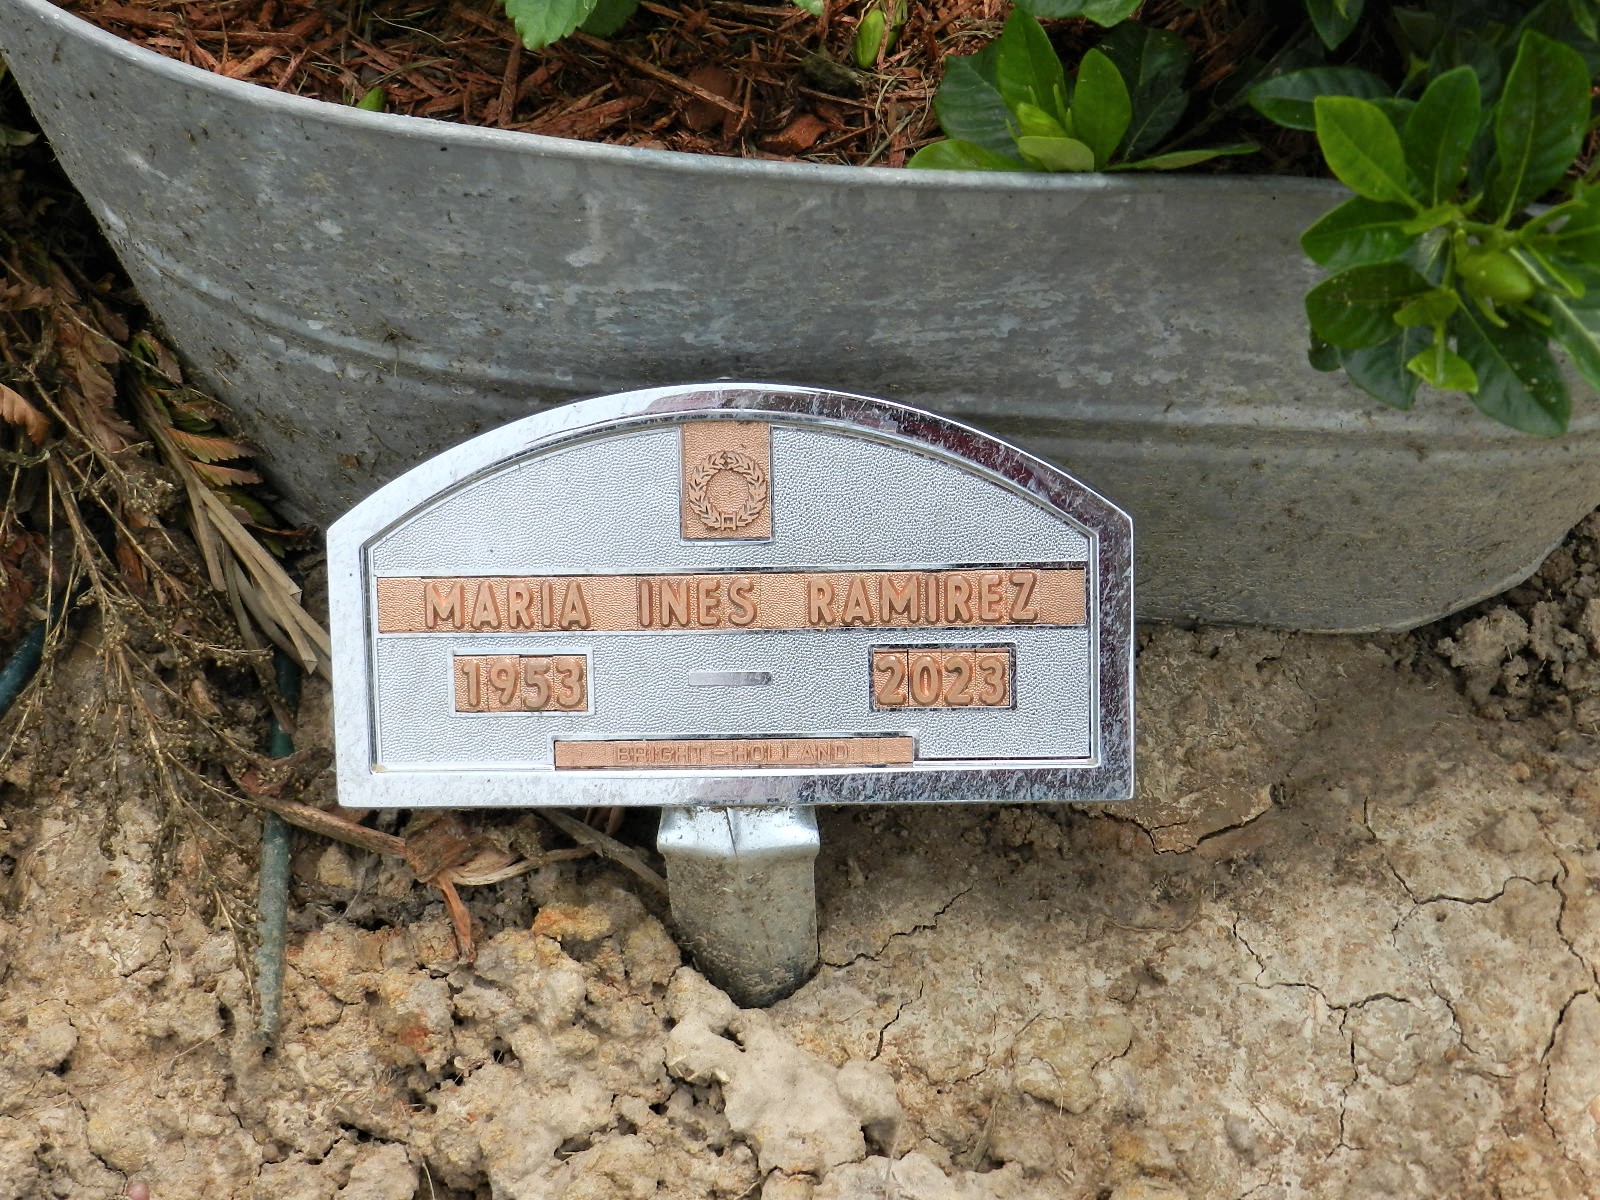 MARIA INES RAMIREZ
1953 — 2023
BRIGHT-HOLLAND